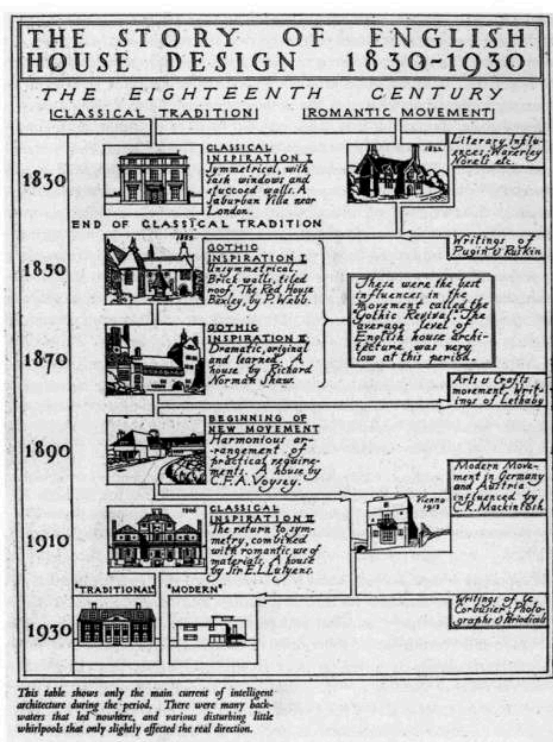 THE STORY OF ENGLISH
HOUSE DESIGN 1830-1930
THE EIGHTEENTH CENTURY
CLASSICAL TRADITION
ROMANTIC MOVEMENT
1830
CLASSICAL
INSPIRATION I
Symmetrical, with
sash windows and
stuccoed walls. A
Suburban Villa near
London.
1822
Literary Influ-
ences; Waverley
Novels etc.
END OF CLASSICAL TRADITION
Writings of
Pugin & Ruskin
1850
1859
GOTHIC
INSPIRATION I
Unsymmetrical,
Brick walls, tiled
roof, The Red House
Bexley, by P. Webb.
These were the best
influences in the
movement called the
Gothic Revival. The
average level of
English house archi-
tecture was very
low at this period.
1870
GOTHIC
INSPIRATION II
Dramatic, original
and learned. A
house by Richard
Norman Shaw.
Arts & Crafts
movement. Writ-
ings of Lethaby
1890
BEGINNING OF
NEW MOVEMENT
Harmonious ar-
rangement of
practical require-
ments. A house by
C.F.A. Voysey.
Modern Move-
ment in Germany
and Austria
influenced by
C.R. Mackintosh.
Vienna
1912
1910
1906
CLASSICAL
INSPIRATION II
The return to sym-
metry, combined
with romantic use of
materials. A house
by Sir E.L. Lutyens.
"TRADITIONAL" "MODERN"
1930
Writings of Le
Corbusier, Photo-
graphs & Periodicals
This table shows only the main current of intelligent
architecture during the period. There were many back-
waters that led nowhere, and various disturbing little
whirlpools that only slightly affected the real direction.